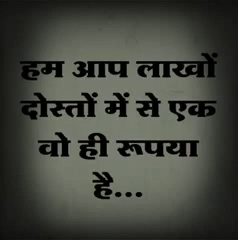 हम आप लाखों
दोस्तों में से एक
वो ही रूपया
है...